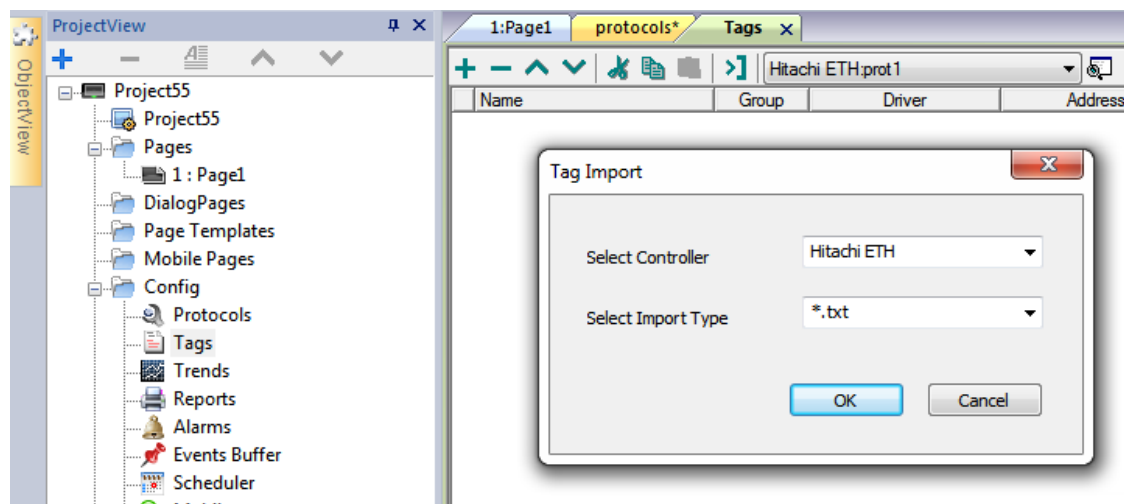 ObjectView
ProjectView
Project55
Project55
Pages
1 : Page1
DialogPages
Page Templates
Mobile Pages
Config
Protocols
Tags
Trends
Reports
Alarms
Events Buffer
Scheduler
1:Page1 protocols* Tags
Hitachi ETH:prot1
Name Group Driver Address
Tag Import
Select Controller Hitachi ETH
Select Import Type *.txt
OK Cancel